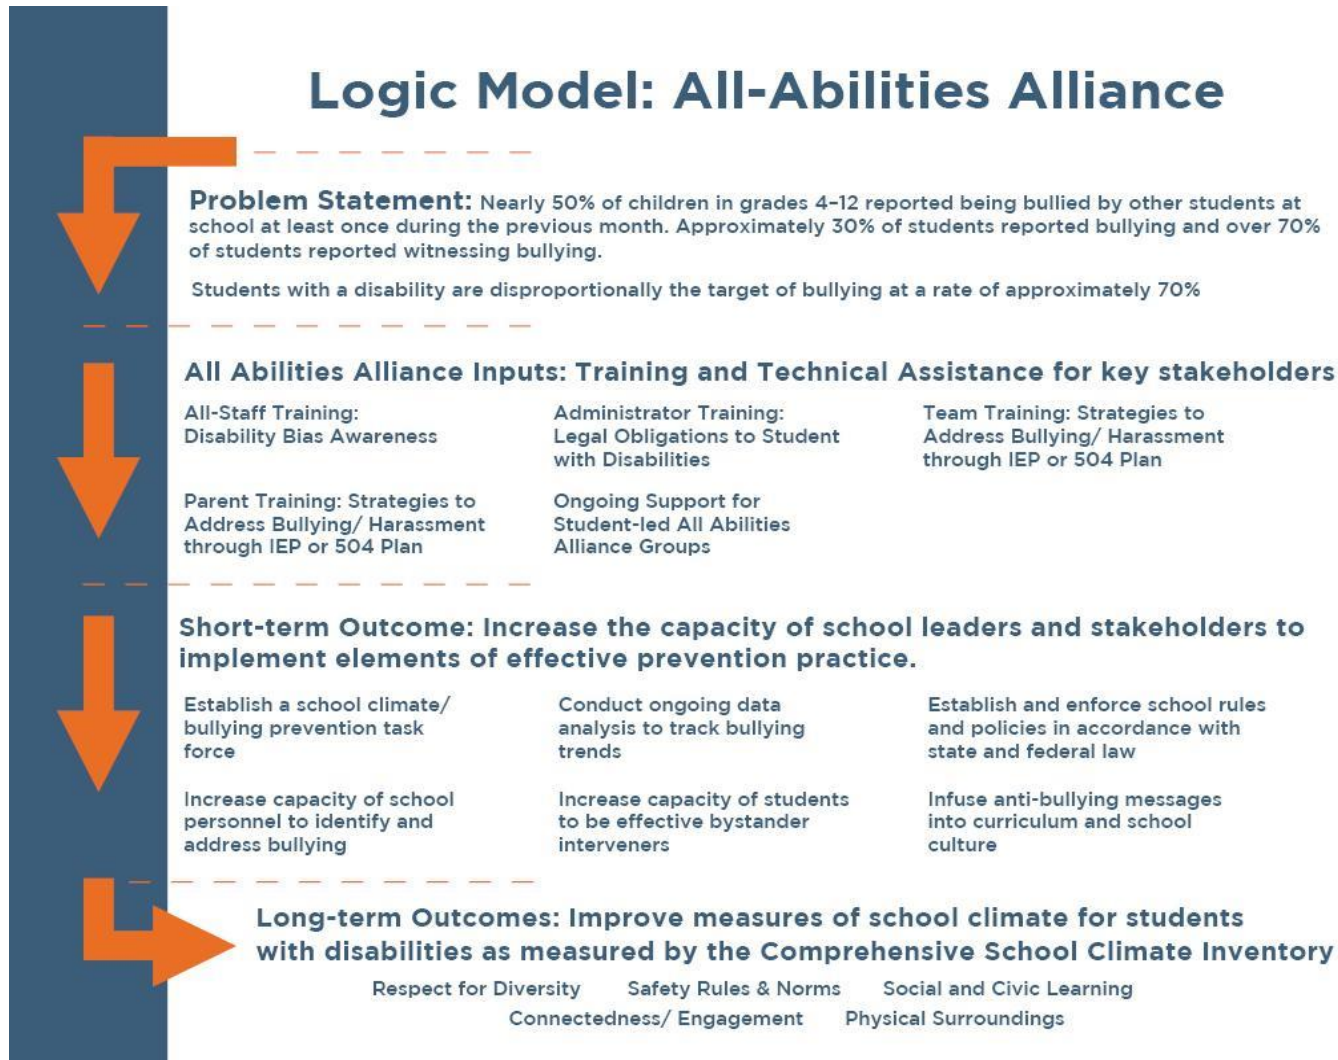 Logic Model: All-Abilities Alliance
Problem Statement: Nearly 50% of children in grades 4–12 reported being bullied by other students at
school at least once during the previous month. Approximately 30% of students reported bullying and over 70%
of students reported witnessing bullying.
Students with a disability are disproportionally the target of bullying at a rate of approximately 70%
All Abilities Alliance Inputs: Training and Technical Assistance for key stakeholders
All-Staff Training:
Disability Bias Awareness
Administrator Training:
Legal Obligations to Student
with Disabilities
Team Training: Strategies to
Address Bullying/ Harassment
through IEP or 504 Plan
Parent Training: Strategies to
Address Bullying/ Harassment
through IEP or 504 Plan
Ongoing Support for
Student-led All Abilities
Alliance Groups
Short-term Outcome: Increase the capacity of school leaders and stakeholders to
implement elements of effective prevention practice.
Establish a school climate/
bullying prevention task
force
Conduct ongoing data
analysis to track bullying
trends
Establish and enforce school rules
and policies in accordance with
state and federal law
Increase capacity of school
personnel to identify and
address bullying
Increase capacity of students
to be effective bystander
interveners
Infuse anti-bullying messages
into curriculum and school
culture
Long-term Outcomes: Improve measures of school climate for students
with disabilities as measured by the Comprehensive School Climate Inventory
Respect for Diversity Safety Rules & Norms Social and Civic Learning
Connectedness/ Engagement Physical Surroundings